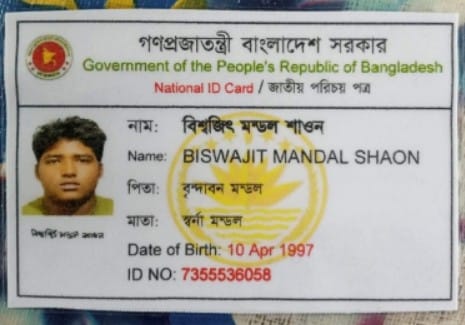 গণপ্রজাতন্ত্রী বাংলাদেশ সরকার
Government of the People's Republic of Bangladesh
National ID Card / জাতীয় পরিচয় পত্র
নাম: বিশ্বজিৎ মন্ডল শাওন
Name: BISWAJIT MANDAL SHAON
পিতা: বৃন্দাবন মন্ডল
মাতা: স্বর্না মন্ডল
Date of Birth: 10 Apr 1997
ID NO: 7355536058